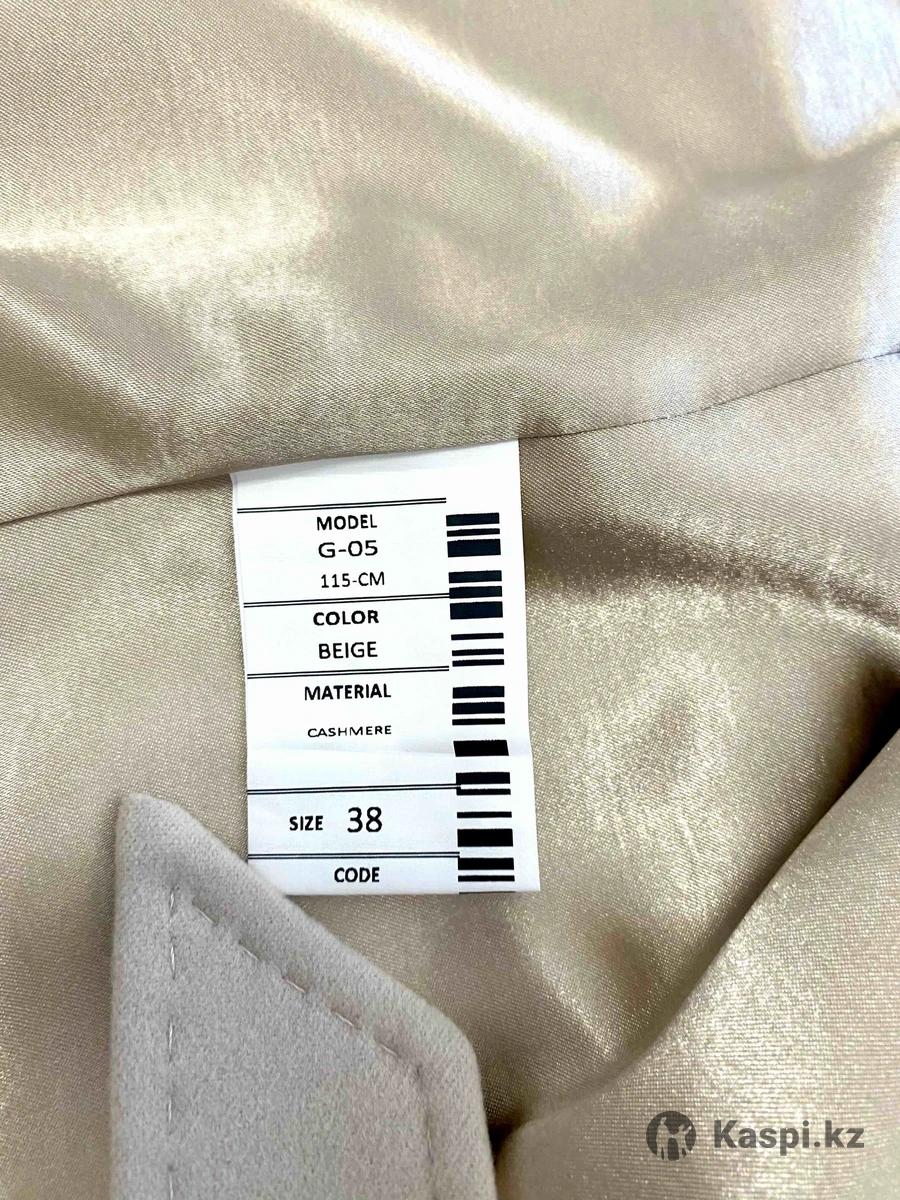 MODEL
G-05
115-CM
COLOR
BEIGE
MATERIAL
CASHMERE
SIZE 38
CODE
Kaspi.kz